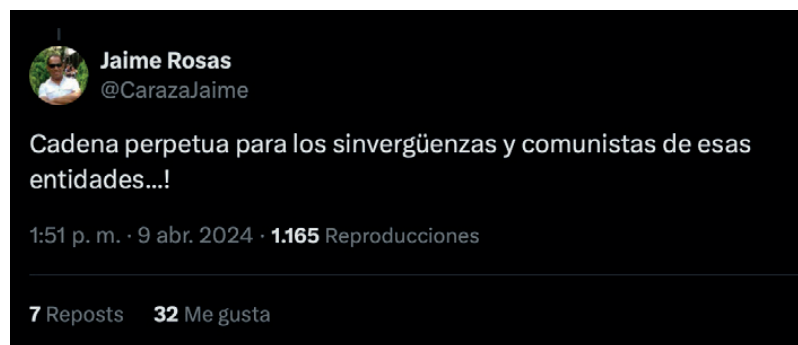 Jaime Rosas
@CarazaJaime
Cadena perpetua para los sinvergüenzas y comunistas de esas
entidades...!
1:51 p. m. · 9 abr. 2024 · 1.165 Reproducciones
7 Reposts 32 Me gusta